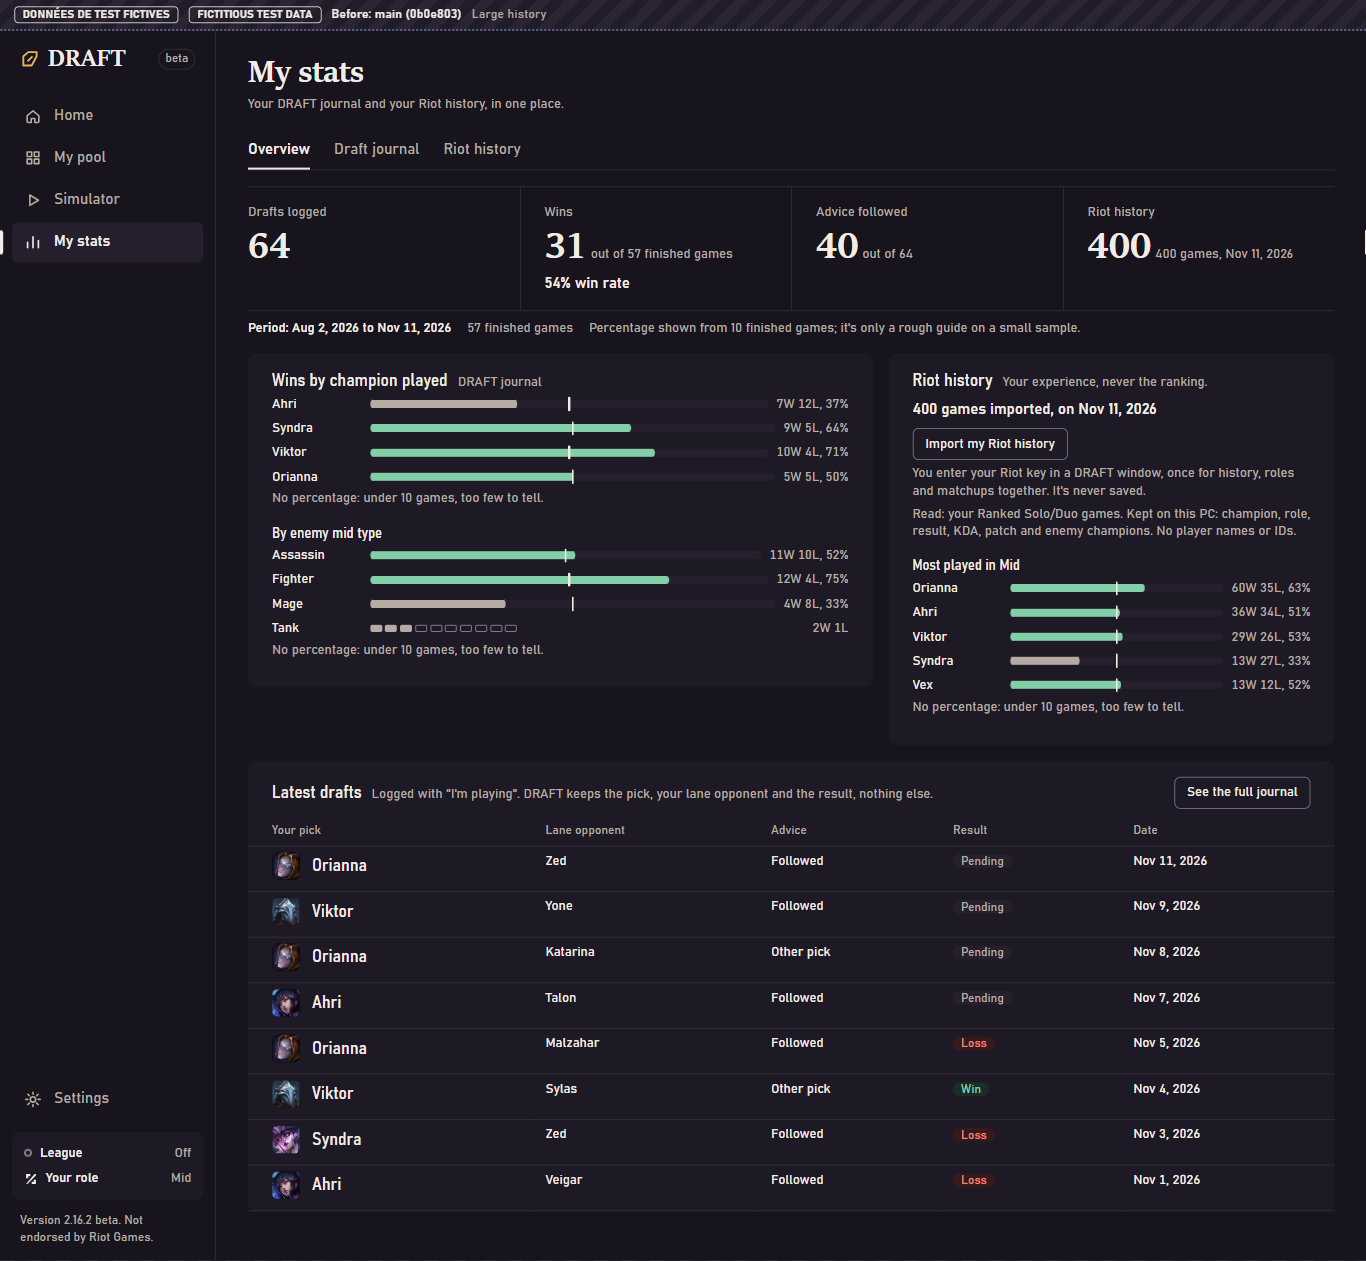 DONNÉES DE TEST FICTIVES FICTITIOUS TEST DATA Before: main (0b0e803) Large history
DRAFT beta
Home
My pool
Simulator
My stats
Settings
League Off
Your role Mid
Version 2.16.2 beta. Not
endorsed by Riot Games.
My stats
Your DRAFT journal and your Riot history, in one place.
Overview Draft journal Riot history
Drafts logged
64
Wins
31 out of 57 finished games
54% win rate
Advice followed
40 out of 64
Riot history
400 400 games, Nov 11, 2026
Period: Aug 2, 2026 to Nov 11, 2026 57 finished games Percentage shown from 10 finished games; it's only a rough guide on a small sample.
Wins by champion played DRAFT journal
Ahri 7W 12L, 37%
Syndra 9W 5L, 64%
Viktor 10W 4L, 71%
Orianna 5W 5L, 50%
No percentage: under 10 games, too few to tell.
By enemy mid type
Assassin 11W 10L, 52%
Fighter 12W 4L, 75%
Mage 4W 8L, 33%
Tank 2W 1L
No percentage: under 10 games, too few to tell.
Riot history Your experience, never the ranking.
400 games imported, on Nov 11, 2026
Import my Riot history
You enter your Riot key in a DRAFT window, once for history, roles
and matchups together. It's never saved.
Read: your Ranked Solo/Duo games. Kept on this PC: champion, role,
result, KDA, patch and enemy champions. No player names or IDs.
Most played in Mid
Orianna 60W 35L, 63%
Ahri 36W 34L, 51%
Viktor 29W 26L, 53%
Syndra 13W 27L, 33%
Vex 13W 12L, 52%
No percentage: under 10 games, too few to tell.
Latest drafts Logged with "I'm playing". DRAFT keeps the pick, your lane opponent and the result, nothing else.
See the full journal
Your pick Lane opponent Advice Result Date
Orianna Zed Followed Pending Nov 11, 2026
Viktor Yone Followed Pending Nov 9, 2026
Orianna Katarina Other pick Pending Nov 8, 2026
Ahri Talon Followed Pending Nov 7, 2026
Orianna Malzahar Followed Loss Nov 5, 2026
Viktor Sylas Other pick Win Nov 4, 2026
Syndra Zed Followed Loss Nov 3, 2026
Ahri Veigar Followed Loss Nov 1, 2026